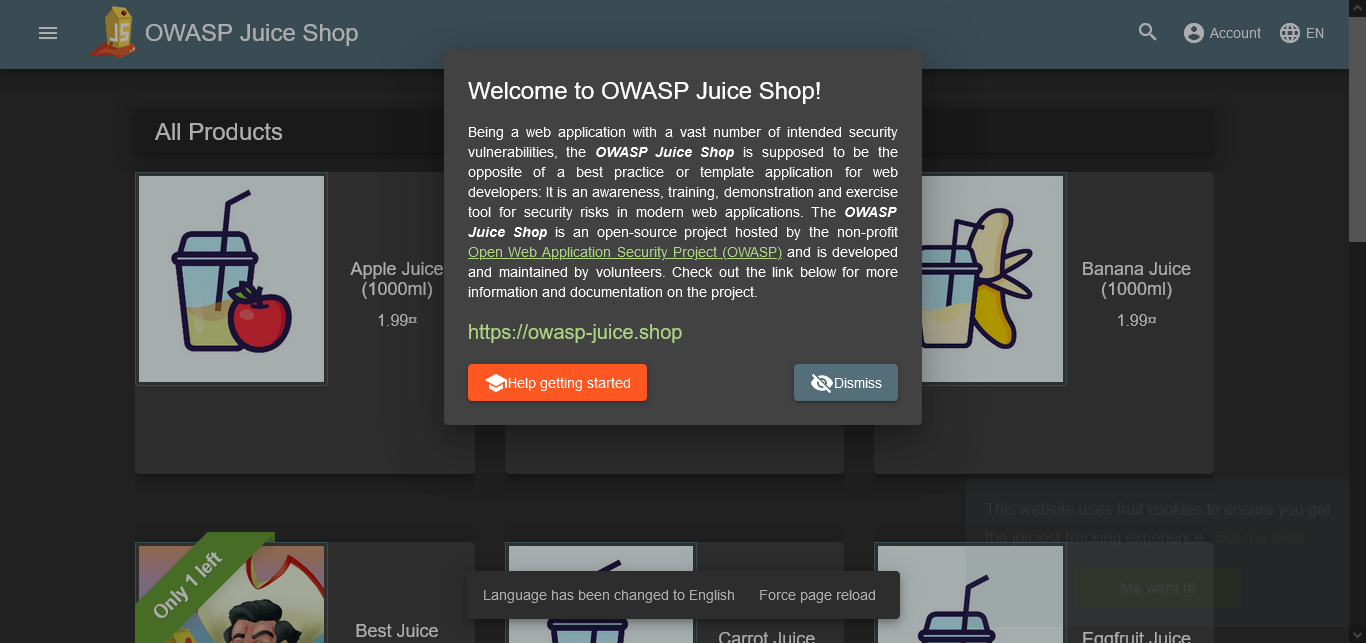 JS
OWASP Juice Shop
Account
EN
All Products
Welcome to OWASP Juice Shop!
Being a web application with a vast number of intended security
vulnerabilities, the OWASP Juice Shop is supposed to be the
opposite of a best practice or template application for web
developers: It is an awareness, training, demonstration and exercise
tool for security risks in modern web applications. The OWASP
Juice Shop is an open-source project hosted by the non-profit
Open Web Application Security Project (OWASP) and is developed
and maintained by volunteers. Check out the link below for more
information and documentation on the project.
https://owasp-juice.shop
Help getting started
Dismiss
Apple Juice
(1000ml)
1.99¤
Banana Juice
(1000ml)
1.99¤
This website uses fruit cookies to ensure you get
the juiciest tracking experience. But me wait!
Me want it!
Only 1 left
Best Juice
Language has been changed to English
Force page reload
Carrot Juice
Eggfruit Juice